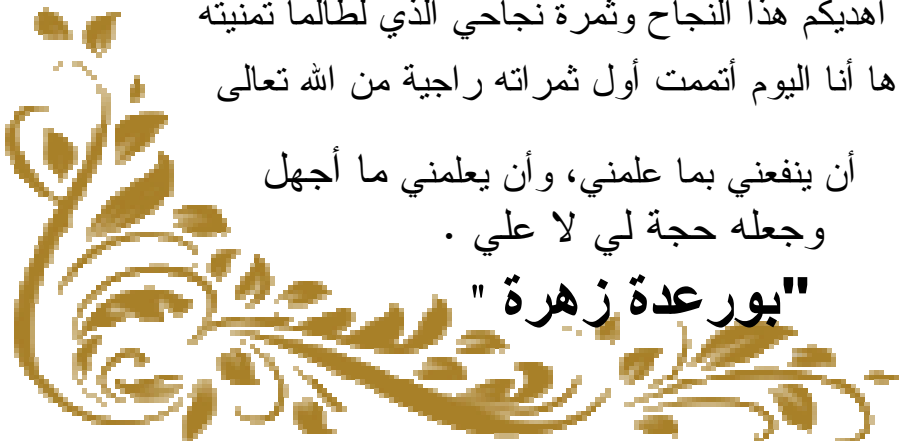 أهديكم هذا النجاح وثمرة نجاحي الذي لطالما تمنيته
ها أنا اليوم أتممت أول ثمراته راجية من الله تعالى
أن ينفعني بما علمني، وأن يعلمني ما أجهل
وجعله حجة لي لا علي .
"بورعدة زهرة "